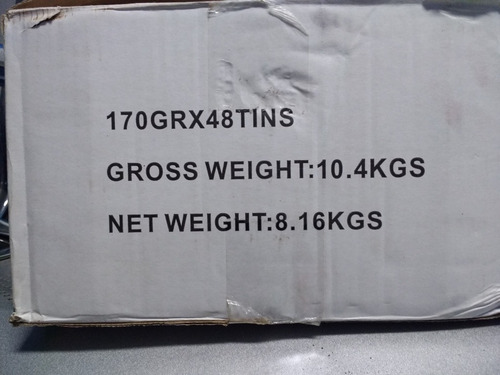 170GRX48TINS
GROSS WEIGHT:10.4KGS
NET WEIGHT:8.16KGS